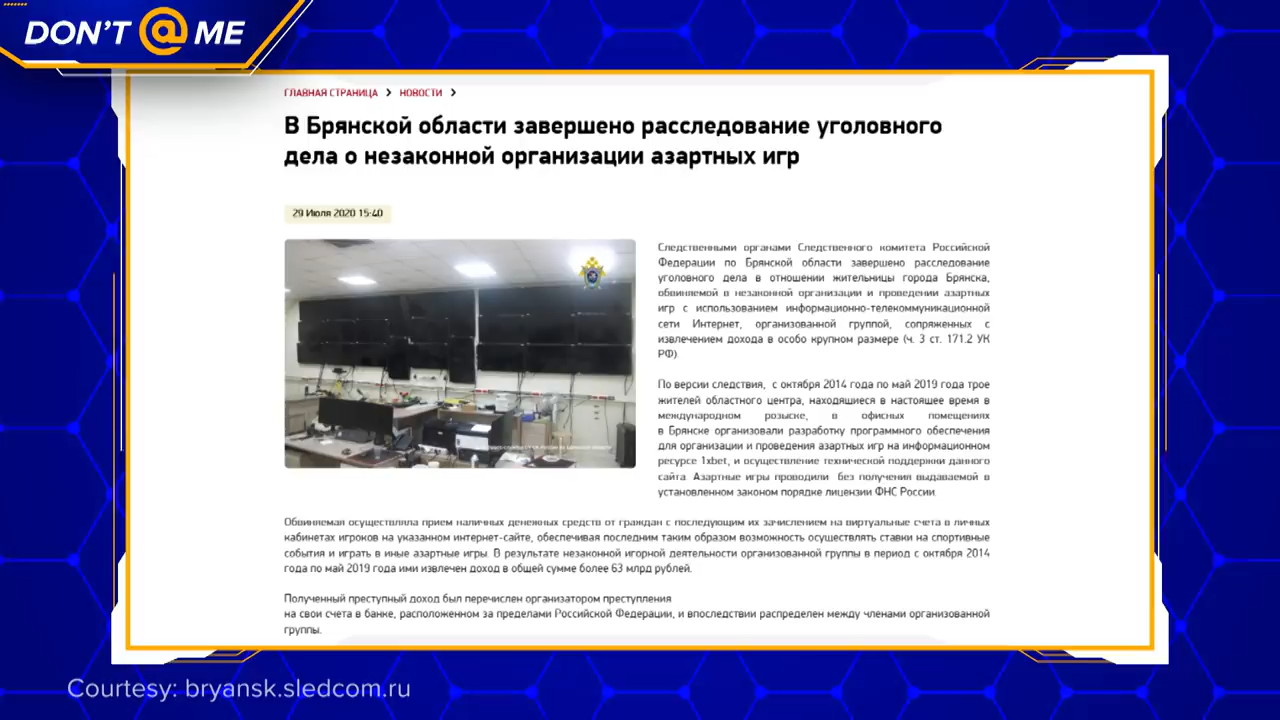 DON'T @ ME
ГЛАВНАЯ СТРАНИЦА > НОВОСТИ >
В Брянской области завершено расследование уголовного
дела о незаконной организации азартных игр
29 Июля 2020 15:40
Следственными органами Следственного комитета Российской
Федерации по Брянской области завершено расследование
уголовного дела в отношении жительницы города Брянска,
обвиняемой в незаконной организации и проведении азартных
игр с использованием информационно-телекоммуникационной
сети Интернет, организованной группой, сопряженных с
извлечением дохода в особо крупном размере (ч. 3 ст. 171.2 УК
РФ).
По версии следствия, с октября 2014 года по май 2019 года трое
жителей областного центра, находящиеся в настоящее время в
международном розыске, в офисных помещениях
в Брянске организовали разработку программного обеспечения
для организации и проведения азартных игр на информационном
ресурсе 1xbet, и осуществление технической поддержки данного
сайта Азартные игры проводили без получения выдаваемой в
установленном законом порядке лицензии ФНС России
Обвиняемая осуществляла прием наличных денежных средств от граждан с последующим их зачислением на виртуальные счета в личных
кабинетах игроков на указанном интернет-сайте, обеспечивая последним таким образом возможность осуществлять ставки на спортивные
события и играть в иные азартные игры. В результате незаконной игорной деятельности организованной группы в период с октября 2014
года по май 2019 года ими извлечен доход в общей сумме более 63 млрд рублей.
Полученный преступный доход был перечислен организатором преступления
на свои счета в банке, расположенном за пределами Российской Федерации, и впоследствии распределен между членами организованной
группы.
Courtesy: bryansk.sledcom.ru